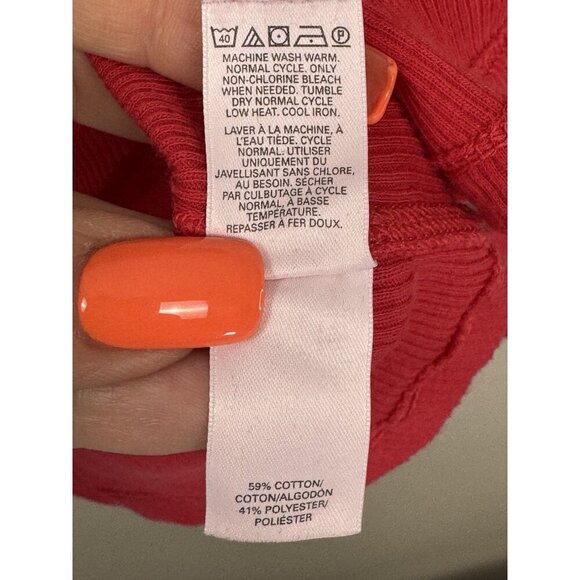 40 P
MACHINE WASH WARM.
NORMAL CYCLE. ONLY
NON-CHLORINE BLEACH
WHEN NEEDED. TUMBLE
DRY NORMAL CYCLE
LOW HEAT. COOL IRON.
LAVER À LA MACHINE, À
L'EAU TIÈDE. CYCLE
NORMAL. UTILISER
UNIQUEMENT DU
JAVELLISANT SANS CHLORE,
AU BESOIN. SÉCHER
PAR CULBUTAGE À CYCLE
NORMAL, À BASSE
TEMPÉRATURE.
REPASSER À FER DOUX.
59% COTTON/
COTON/ALGODÓN
41% POLYESTER/
POLIÉSTER